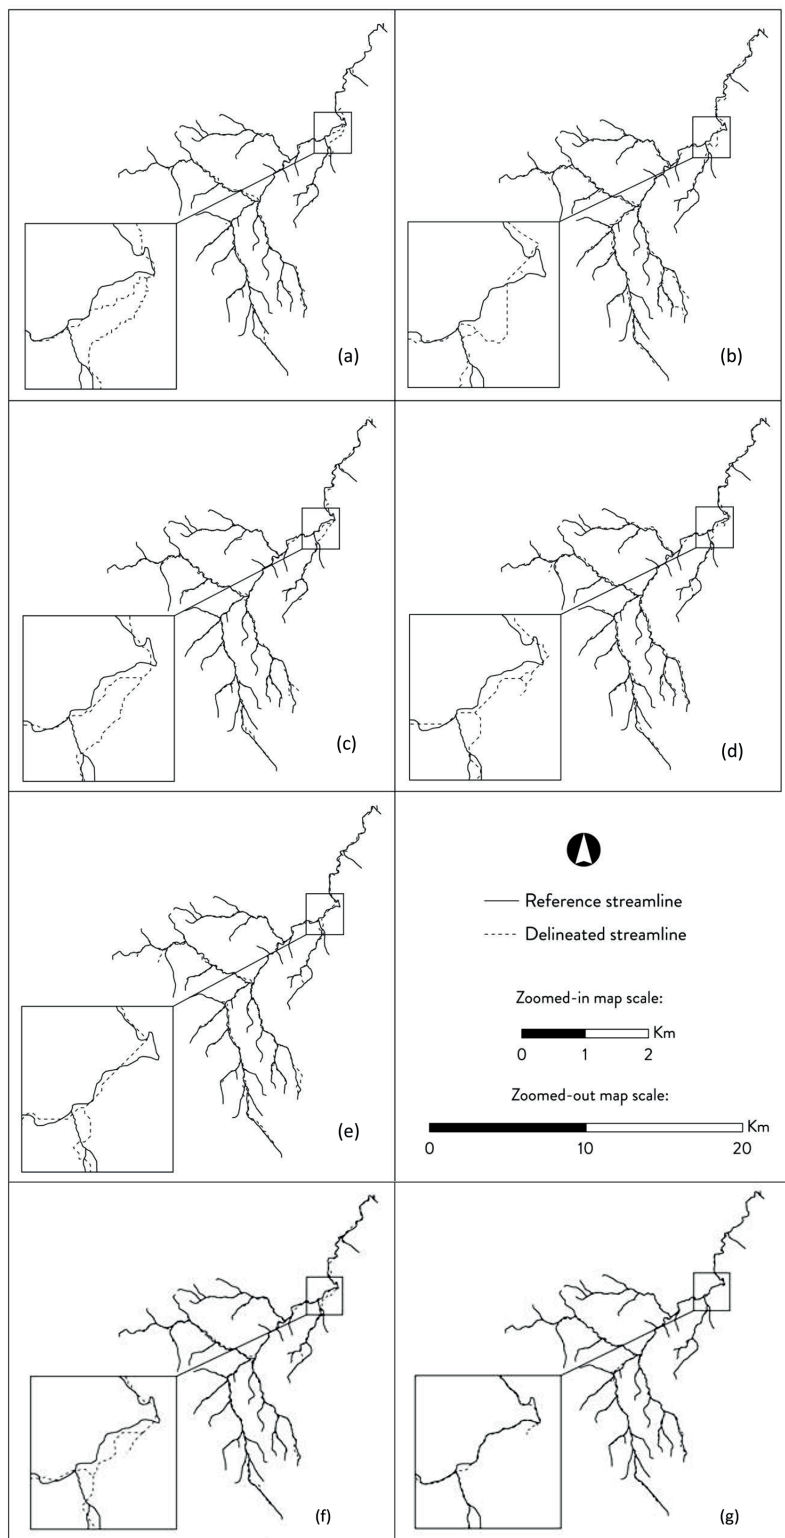 (a)
(b)
(c)
(d)
(e)
Reference streamline
Delineated streamline
Zoomed-in map scale:
Km
0 1 2
Zoomed-out map scale:
Km
0 10 20
(f)
(g)